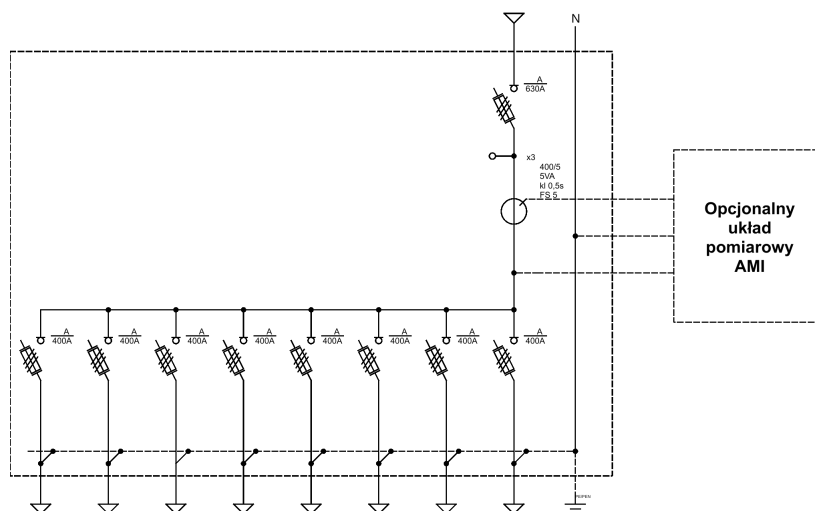 N
A
630A
x3
400/5
5VA
kl 0,5s
FS 5
Opcjonalny
układ
pomiarowy
AMI
A
400A
A
400A
A
400A
A
400A
A
400A
A
400A
A
400A
A
400A